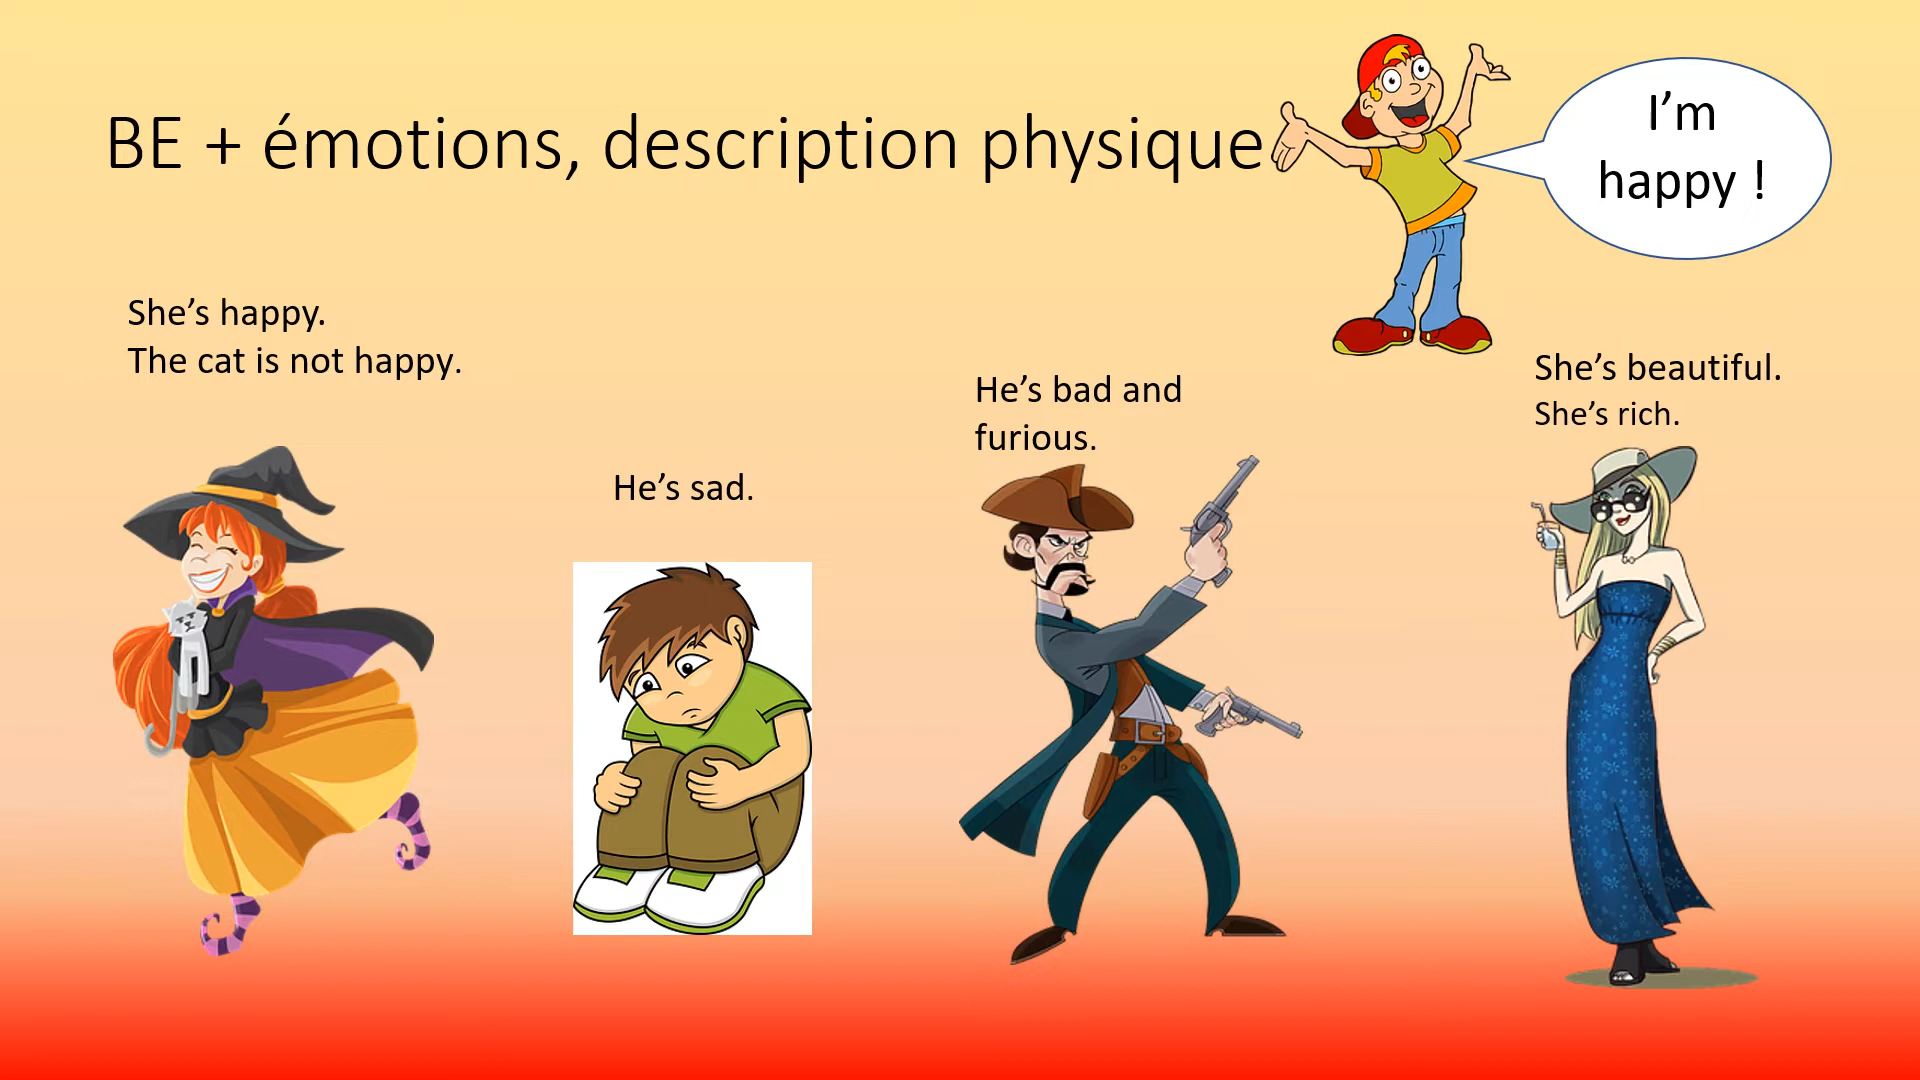 BE + émotions, description physique
I’m
happy !
She’s happy.
The cat is not happy.
He’s sad.
He’s bad and
furious.
She’s beautiful.
She’s rich.